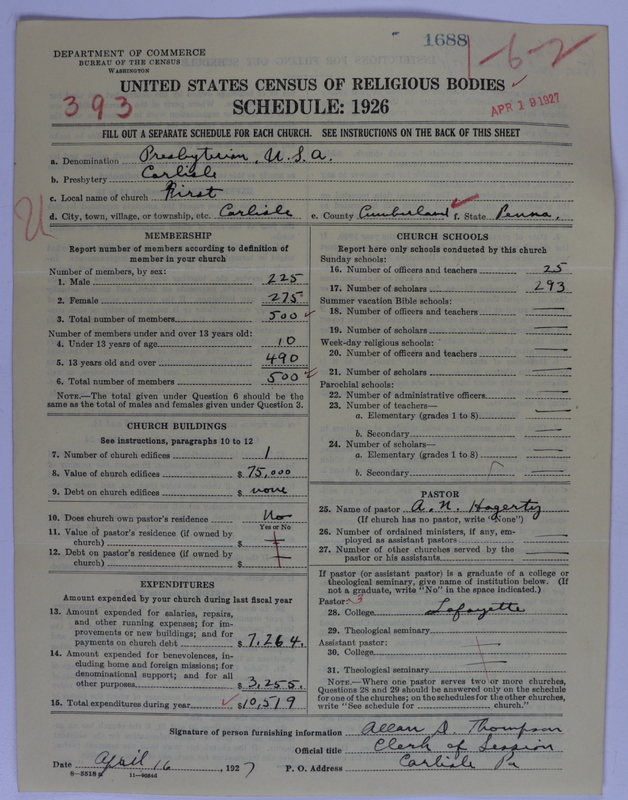 1688
1-6-2
DEPARTMENT OF COMMERCE
BUREAU OF THE CENSUS
WASHINGTON
UNITED STATES CENSUS OF RELIGIOUS BODIES
393
SCHEDULE: 1926
APR 19 1927
FILL OUT A SEPARATE SCHEDULE FOR EACH CHURCH. SEE INSTRUCTIONS ON THE BACK OF THIS SHEET
a. Denomination Presbyterian, U.S.A.
b. Presbytery Carlisle
c. Local name of church First
d. City, town, village, or township, etc. Carlisle e. County Cumberland f. State Penna.
MEMBERSHIP
Report number of members according to definition of
member in your church
Number of members, by sex:
1. Male 225
2. Female 275
3. Total number of members 500
Number of members under and over 13 years old:
4. Under 13 years of age 10
5. 13 years old and over 490
6. Total number of members 500
NOTE.—The total given under Question 6 should be
same as the total of males and females given under Question 3.
CHURCH BUILDINGS
See instructions, paragraphs 10 to 12
7. Number of church edifices 1
8. Value of church edifices $ 75,000
9. Debt on church edifices $ none
10. Does church own pastor's residence No
Yes or No
11. Value of pastor's residence (if owned by
church) $
12. Debt on pastor's residence (if owned by
church) $
EXPENDITURES
Amount expended by your church during last fiscal year
13. Amount expended for salaries, repairs,
and other running expenses; for im-
provements or new buildings; and for
payments on church debt $ 7,264.
14. Amount expended for benevolences, in-
cluding home and foreign missions; for
denominational support; and for all
other purposes $ 3,255.
15. Total expenditures during year $10,519
CHURCH SCHOOLS
Report here only schools conducted by this church
Sunday schools:
16. Number of officers and teachers 25
17. Number of scholars 293
Summer vacation Bible schools:
18. Number of officers and teachers —
19. Number of scholars —
Week-day religious schools:
20. Number of officers and teachers —
21. Number of scholars —
Parochial schools:
22. Number of administrative officers —
23. Number of teachers—
a. Elementary (grades 1 to 8) —
b. Secondary —
24. Number of scholars—
a. Elementary (grades 1 to 8) —
b. Secondary —
PASTOR
25. Name of pastor A. N. Hagerty
(If church has no pastor, write "None")
26. Number of ordained ministers, if any, em-
ployed as assistant pastors —
27. Number of other churches served by the
pastor or his assistants —
If pastor (or assistant pastor) is a graduate of a college or
theological seminary, give name of institution below. (If
not a graduate, write "No" in the space indicated.)
Pastor: 3
28. College Lafayette
29. Theological seminary —
Assistant pastor:
30. College —
31. Theological seminary —
NOTE.—Where one pastor serves two or more churches,
Questions 28 and 29 should be answered only on the schedule
for one of the churches; on the schedules for the other churches,
write "See schedule for church."
Signature of person furnishing information Allan D. Thompson
Official title Clerk of Session
Date April 16, 1927 P. O. Address Carlisle Pa